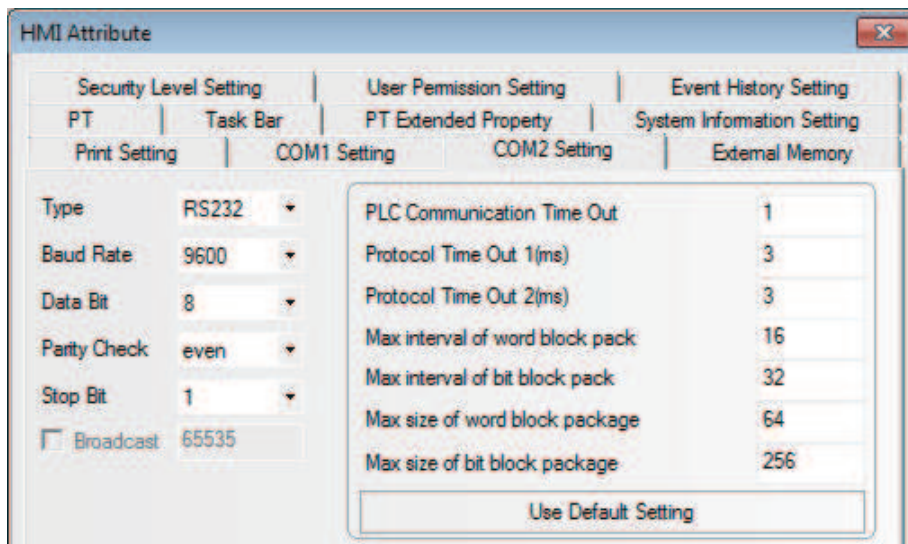 HMI Attribute
Security Level Setting User Permission Setting Event History Setting
PT Task Bar PT Extended Property System Information Setting
Print Setting COM1 Setting COM2 Setting External Memory
Type RS232
Baud Rate 9600
Data Bit 8
Parity Check even
Stop Bit 1
Broadcast 65535
PLC Communication Time Out 1
Protocol Time Out 1(ms) 3
Protocol Time Out 2(ms) 3
Max interval of word block pack 16
Max interval of bit block pack 32
Max size of word block package 64
Max size of bit block package 256
Use Default Setting